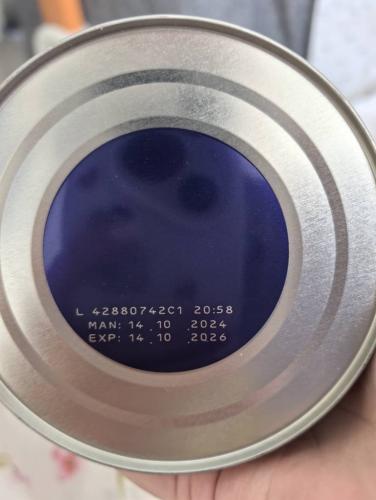 L 42880742C1 20:58
MAN: 14 . 10 .2024
EXP: 14 . 10 .2026